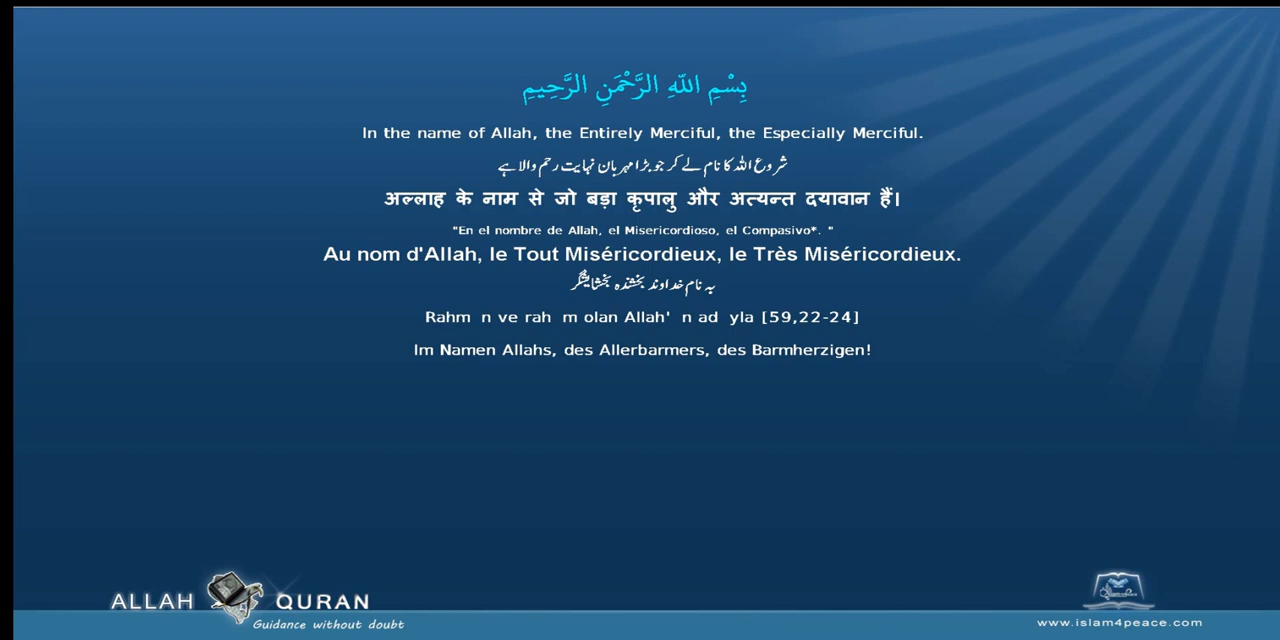 بِسْمِ اللّهِ الرَّحْمَنِ الرَّحِيمِ
In the name of Allah, the Entirely Merciful, the Especially Merciful.
شروع اللہ کا نام لے کر جو بڑا مہربان نہایت رحم والا ہے
अल्लाह के नाम से जो बड़ा कृपालु और अत्यन्त दयावान हैं।
"En el nombre de Allah, el Misericordioso, el Compasivo*. "
Au nom d'Allah, le Tout Miséricordieux, le Très Miséricordieux.
به نام خداوند بخشنده بخشایشگر
Rahm n ve rah m olan Allah' n ad yla [59,22-24]
Im Namen Allahs, des Allerbarmers, des Barmherzigen!
ALLAH QURAN
Guidance without doubt
www.islam4peace.com